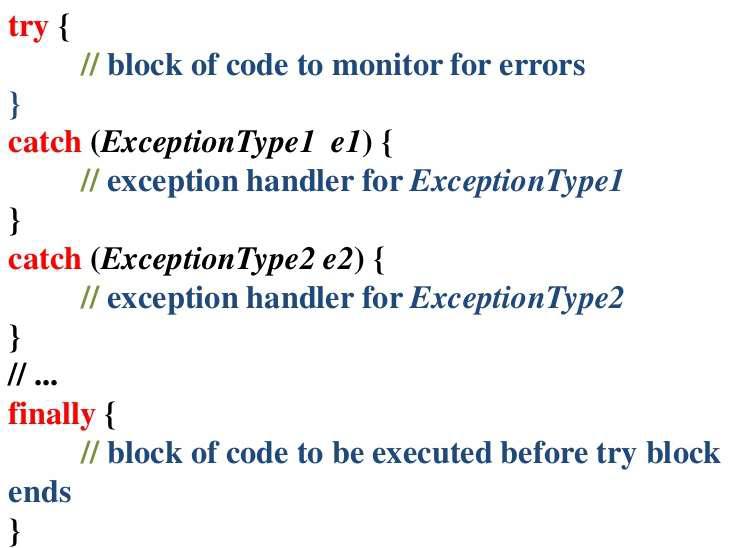 try {
// block of code to monitor for errors
}
catch (ExceptionType1 e1) {
// exception handler for ExceptionType1
}
catch (ExceptionType2 e2) {
// exception handler for ExceptionType2
}
// ...
finally {
// block of code to be executed before try block
ends
}